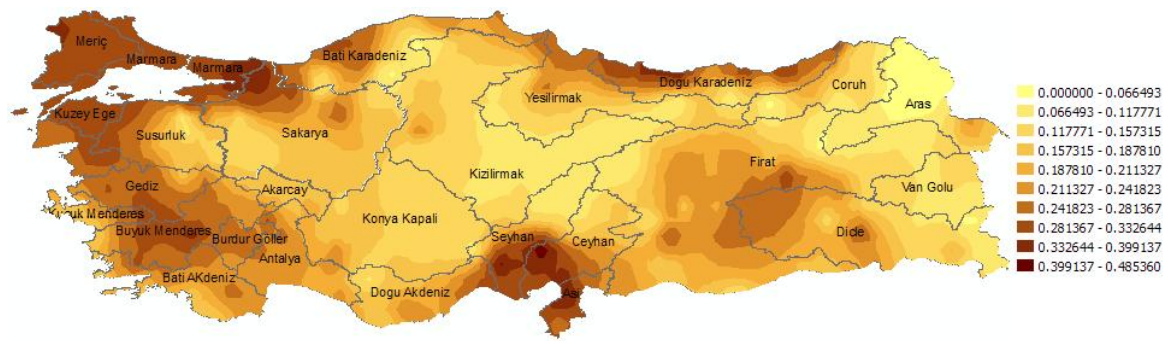 Meriç
Marmara
Marmara
Bati Karadeniz
Dogu Karadeniz
Coruh
Aras
Kuzey Ege
Susurluk
Sakarya
Yesilirmak
Firat
Van Golu
Gediz
Akarcay
Kizilirmak
Kuçuk Menderes
Buyuk Menderes
Burdur Göller
Konya Kapali
Seyhan
Ceyhan
Dicle
Antalya
Bati AKdeniz
Dogu Akdeniz
Asi
0.000000 - 0.066493
0.066493 - 0.117771
0.117771 - 0.157315
0.157315 - 0.187810
0.187810 - 0.211327
0.211327 - 0.241823
0.241823 - 0.281367
0.281367 - 0.332644
0.332644 - 0.399137
0.399137 - 0.485360